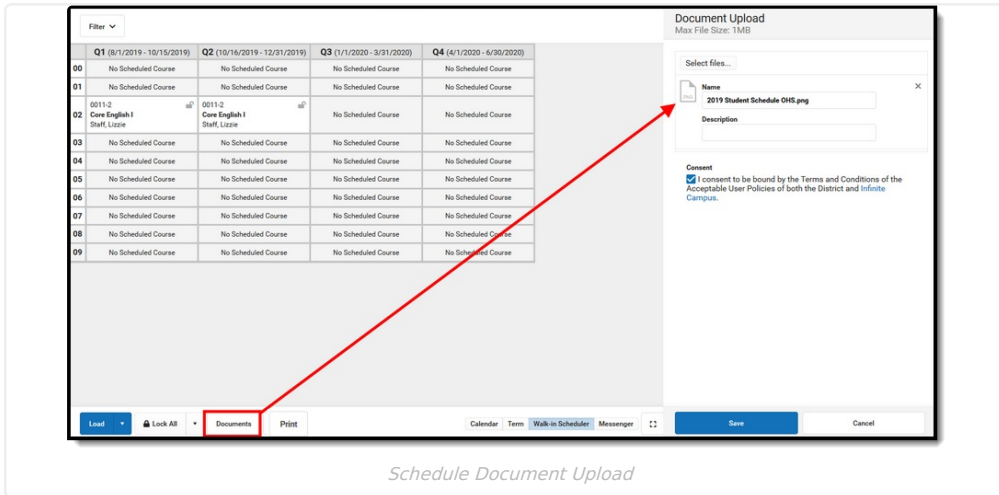 Filter
Q1 (8/1/2019 - 10/15/2019) Q2 (10/16/2019 - 12/31/2019) Q3 (1/1/2020 - 3/31/2020) Q4 (4/1/2020 - 6/30/2020)
00 No Scheduled Course No Scheduled Course No Scheduled Course No Scheduled Course
01 No Scheduled Course No Scheduled Course No Scheduled Course No Scheduled Course
0011-2 0011-2
02 Core English I Core English I No Scheduled Course No Scheduled Course
Staff, Lizzie Staff, Lizzie
03 No Scheduled Course No Scheduled Course No Scheduled Course No Scheduled Course
04 No Scheduled Course No Scheduled Course No Scheduled Course No Scheduled Course
05 No Scheduled Course No Scheduled Course No Scheduled Course No Scheduled Course
06 No Scheduled Course No Scheduled Course No Scheduled Course No Scheduled Course
07 No Scheduled Course No Scheduled Course No Scheduled Course No Scheduled Course
08 No Scheduled Course No Scheduled Course No Scheduled Course No Scheduled Course
09 No Scheduled Course No Scheduled Course No Scheduled Course No Scheduled Course
Load Lock All Documents Print Calendar Term Walk-in Scheduler Messenger
Document Upload
Max File Size: 1MB
Select files...
PNG
Name
2019 Student Schedule OHS.png
Description
Consent
I consent to be bound by the Terms and Conditions of the
Acceptable User Policies of both the District and Infinite
Campus.
Save Cancel
Schedule Document Upload